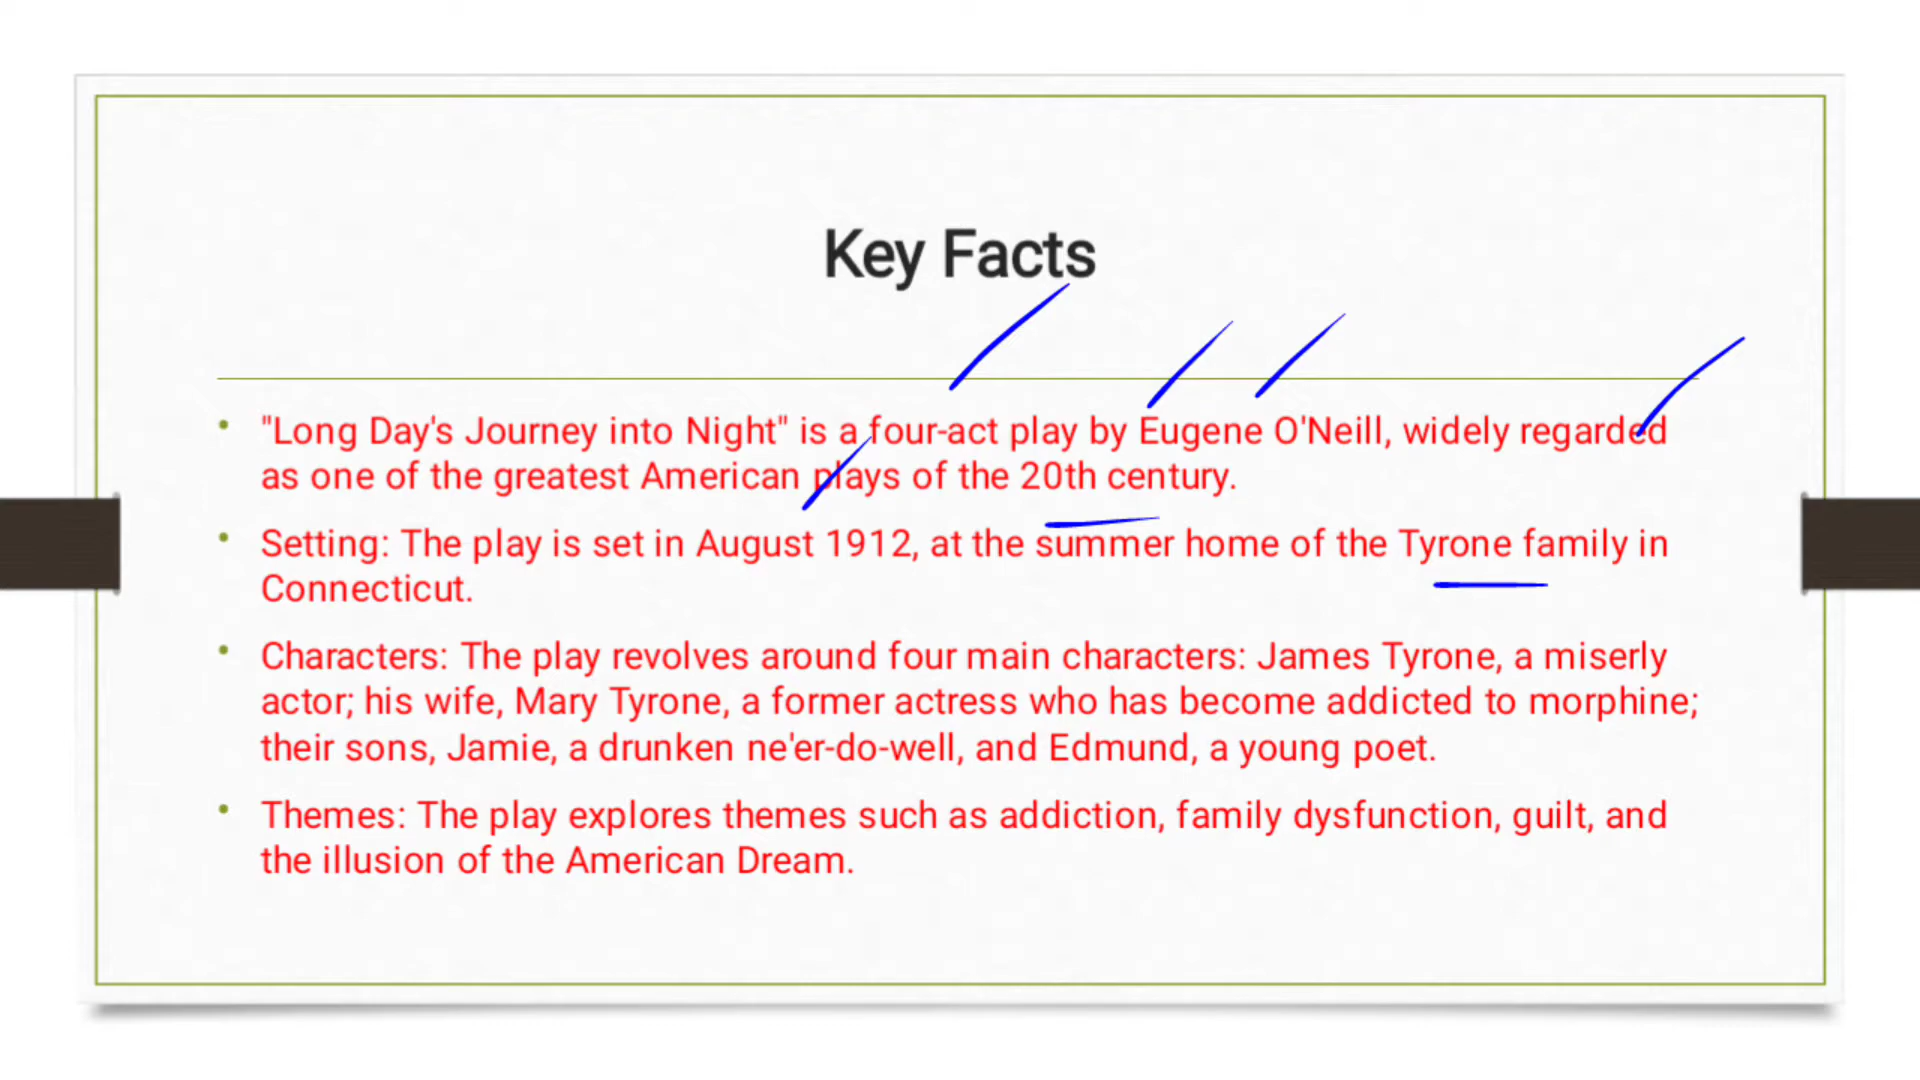 Key Facts
• "Long Day's Journey into Night" is a four-act play by Eugene O'Neill, widely regarded
as one of the greatest American plays of the 20th century.
• Setting: The play is set in August 1912, at the summer home of the Tyrone family in
Connecticut.
• Characters: The play revolves around four main characters: James Tyrone, a miserly
actor; his wife, Mary Tyrone, a former actress who has become addicted to morphine;
their sons, Jamie, a drunken ne'er-do-well, and Edmund, a young poet.
• Themes: The play explores themes such as addiction, family dysfunction, guilt, and
the illusion of the American Dream.